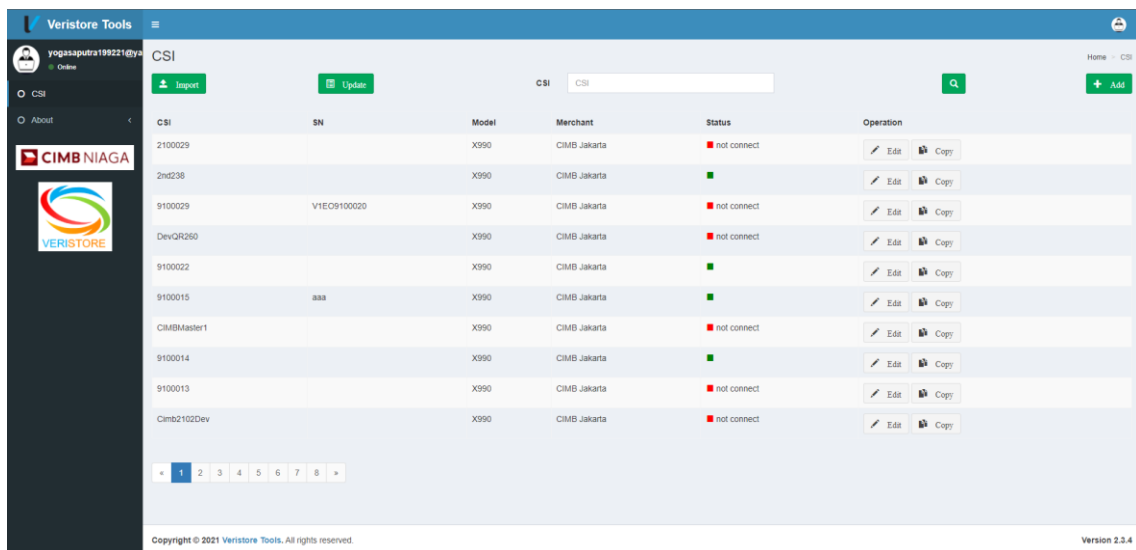 Veristore Tools
yogasaputra199221@ya
Online
CSI
About
CIMB NIAGA
VERISTORE
CSI
Home CSI
Import Update CSI CSI Add
CSI SN Model Merchant Status Operation
2100029 X990 CIMB Jakarta not connect Edit Copy
2nd238 X990 CIMB Jakarta Edit Copy
9100029 V1EO9100020 X990 CIMB Jakarta not connect Edit Copy
DevQR260 X990 CIMB Jakarta not connect Edit Copy
9100022 X990 CIMB Jakarta Edit Copy
9100015 aaa X990 CIMB Jakarta Edit Copy
CIMBMaster1 X990 CIMB Jakarta not connect Edit Copy
9100014 X990 CIMB Jakarta Edit Copy
9100013 X990 CIMB Jakarta not connect Edit Copy
Cimb2102Dev X990 CIMB Jakarta not connect Edit Copy
« 1 2 3 4 5 6 7 8 »
Copyright © 2021 Veristore Tools. All rights reserved. Version 2.3.4